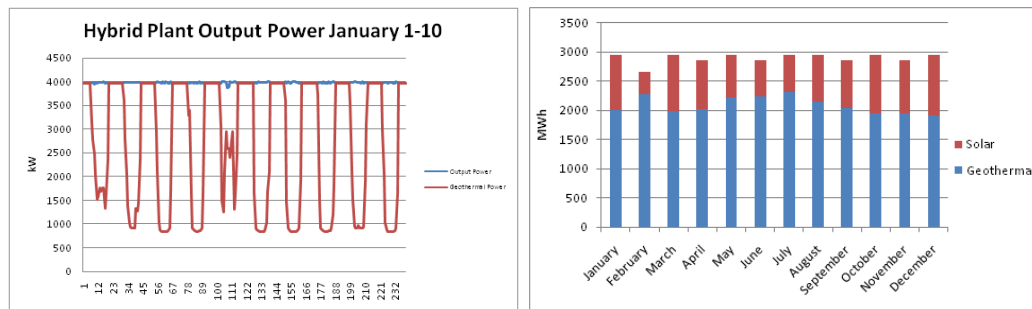 Hybrid Plant Output Power January 1-10
4500
4000
3500
3000
2500
2000
1500
1000
500
0
kW
Output Power
Geothermal Power
1 12 23 34 45 56 67 78 89 100 111 122 133 144 155 166 177 188 199 210 221 232
3500
3000
2500
2000
1500
1000
500
0
MWh
Solar
Geotherma
January February March April May June July August September October November December